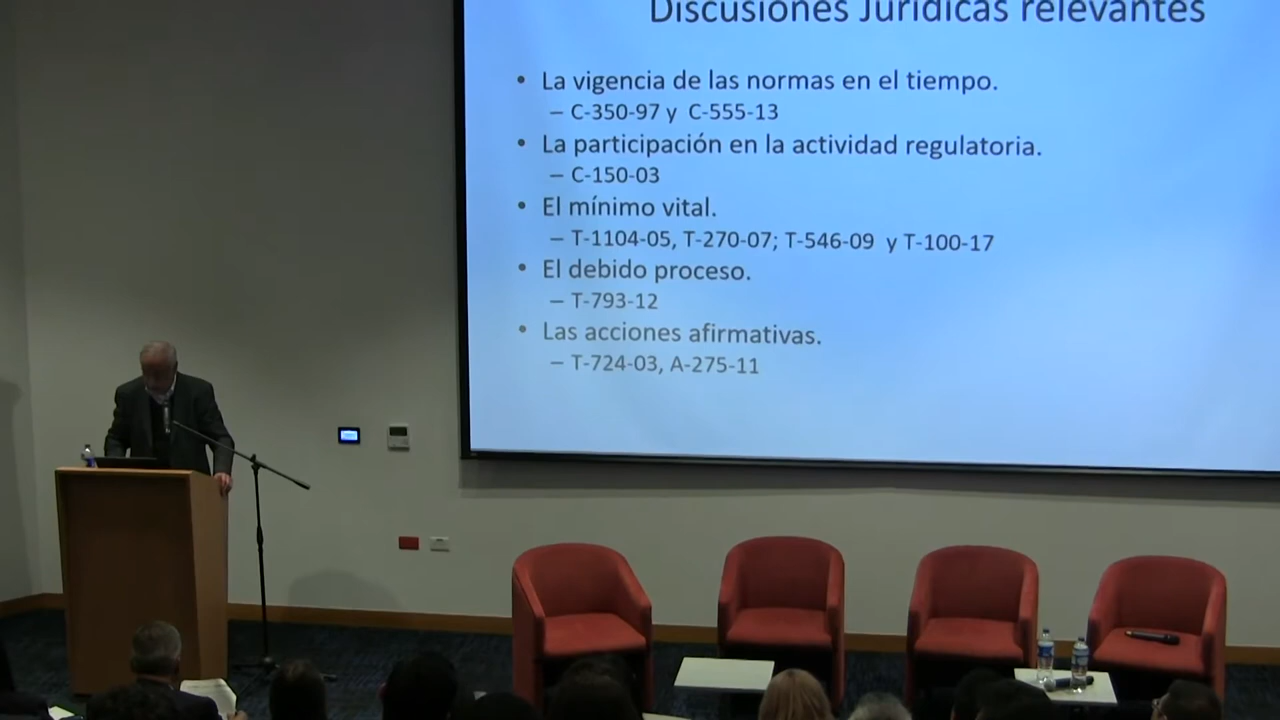 Discusiones Jurídicas relevantes
• La vigencia de las normas en el tiempo.
– C-350-97 y C-555-13
• La participación en la actividad regulatoria.
– C-150-03
• El mínimo vital.
– T-1104-05, T-270-07; T-546-09 y T-100-17
• El debido proceso.
– T-793-12
• Las acciones afirmativas.
– T-724-03, A-275-11